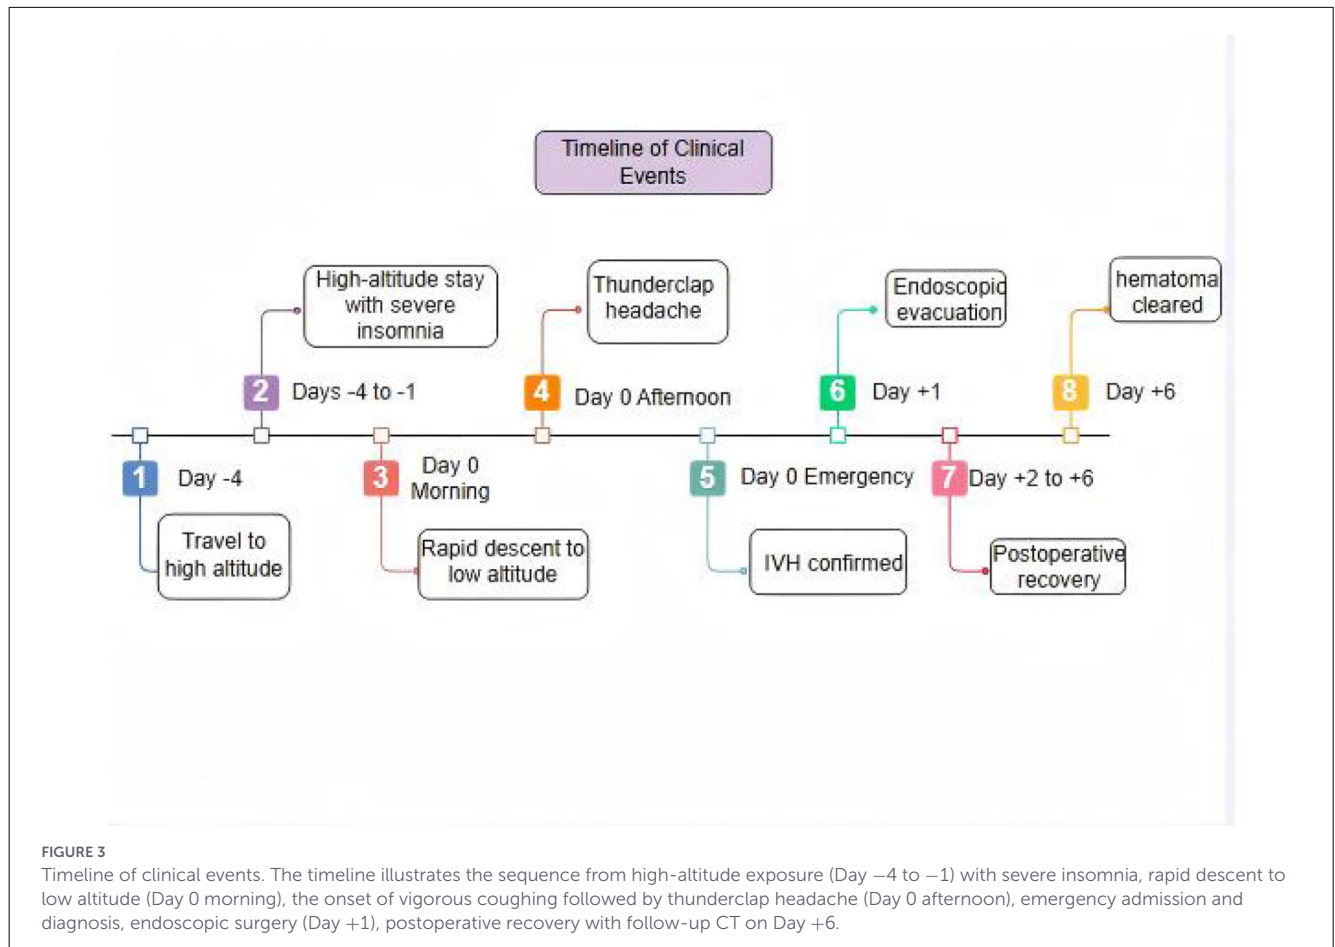 Timeline of Clinical
Events
High-altitude stay
with severe
insomnia
Thunderclap
headache
Endoscopic
evacuation
hematoma
cleared
2
Days -4 to -1
4
Day 0 Afternoon
6
Day +1
8
Day +6
1
Day -4
3
Day 0
Morning
5
Day 0 Emergency
7
Day +2 to +6
Travel to
high altitude
Rapid descent to
low altitude
IVH confirmed
Postoperative
recovery
FIGURE 3
Timeline of clinical events. The timeline illustrates the sequence from high-altitude exposure (Day −4 to −1) with severe insomnia, rapid descent to
low altitude (Day 0 morning), the onset of vigorous coughing followed by thunderclap headache (Day 0 afternoon), emergency admission and
diagnosis, endoscopic surgery (Day +1), postoperative recovery with follow-up CT on Day +6.